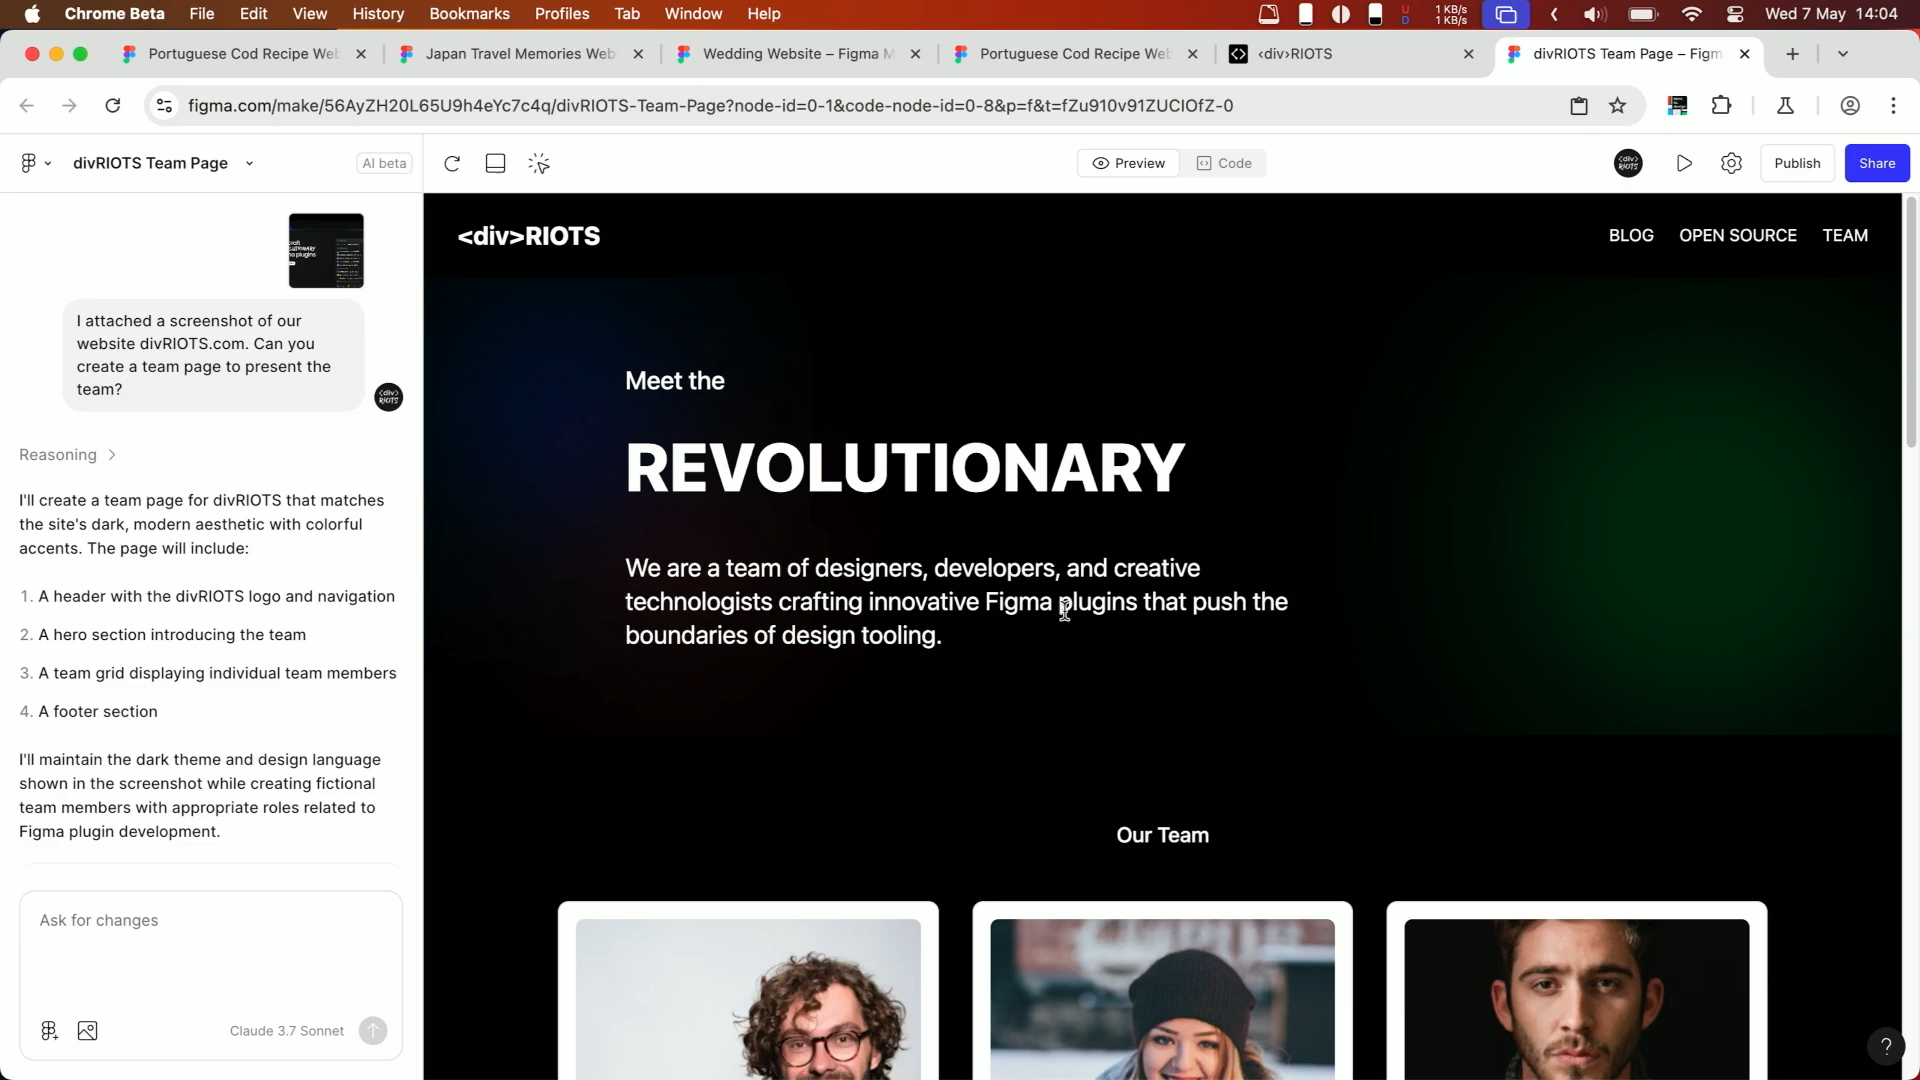 Chrome Beta File Edit View History Bookmarks Profiles Tab Window Help
U D 1 KB/s 1 KB/s Wed 7 May 14:04
Portuguese Cod Recipe Web
Japan Travel Memories Web
Wedding Website – Figma M
Portuguese Cod Recipe Web
<div>RIOTS
divRIOTS Team Page – Figm
figma.com/make/56AyZH20L65U9h4eYc7c4q/divRIOTS-Team-Page?node-id=0-1&code-node-id=0-8&p=f&t=fZu910v91ZUCIOfZ-0
divRIOTS Team Page
AI beta
Preview
Code
<div> RIOTS
Publish
Share
I attached a screenshot of our
website divRIOTS.com. Can you
create a team page to present the
team?
<div>
RIOTS
Reasoning
I'll create a team page for divRIOTS that matches
the site's dark, modern aesthetic with colorful
accents. The page will include:
1. A header with the divRIOTS logo and navigation
2. A hero section introducing the team
3. A team grid displaying individual team members
4. A footer section
I'll maintain the dark theme and design language
shown in the screenshot while creating fictional
team members with appropriate roles related to
Figma plugin development.
Ask for changes
Claude 3.7 Sonnet
<div>RIOTS
BLOG OPEN SOURCE TEAM
Meet the
REVOLUTIONARY
We are a team of designers, developers, and creative
technologists crafting innovative Figma plugins that push the
boundaries of design tooling.
Our Team
?